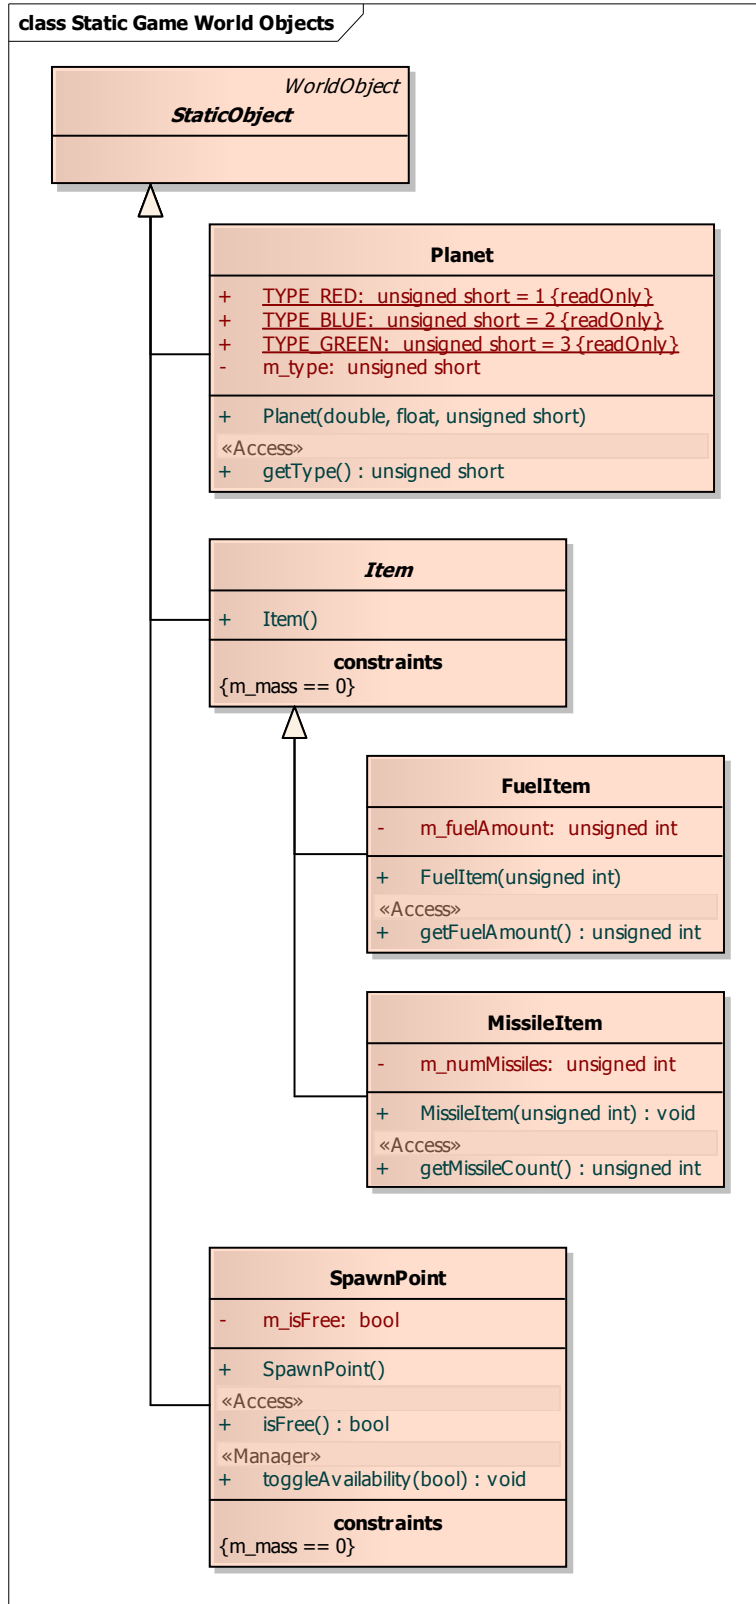 class Static Game World Objects
WorldObject
StaticObject
Planet
+ TYPE_RED: unsigned short = 1 {readOnly}
+ TYPE_BLUE: unsigned short = 2 {readOnly}
+ TYPE_GREEN: unsigned short = 3 {readOnly}
- m_type: unsigned short
+ Planet(double, float, unsigned short)
«Access»
+ getType() : unsigned short
Item
+ Item()
constraints
{m_mass == 0}
FuelItem
- m_fuelAmount: unsigned int
+ FuelItem(unsigned int)
«Access»
+ getFuelAmount() : unsigned int
MissileItem
- m_numMissiles: unsigned int
+ MissileItem(unsigned int) : void
«Access»
+ getMissileCount() : unsigned int
SpawnPoint
- m_isFree: bool
+ SpawnPoint()
«Access»
+ isFree() : bool
«Manager»
+ toggleAvailability(bool) : void
constraints
{m_mass == 0}